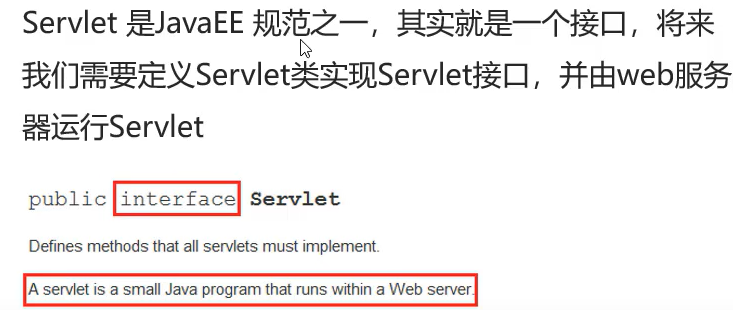 Servlet 是JavaEE 规范之一，其实就是一个接口，将来
我们需要定义Servlet类实现Servlet接口，并由web服务
器运行Servlet
public interface Servlet
Defines methods that all servlets must implement.
A servlet is a small Java program that runs within a Web server.